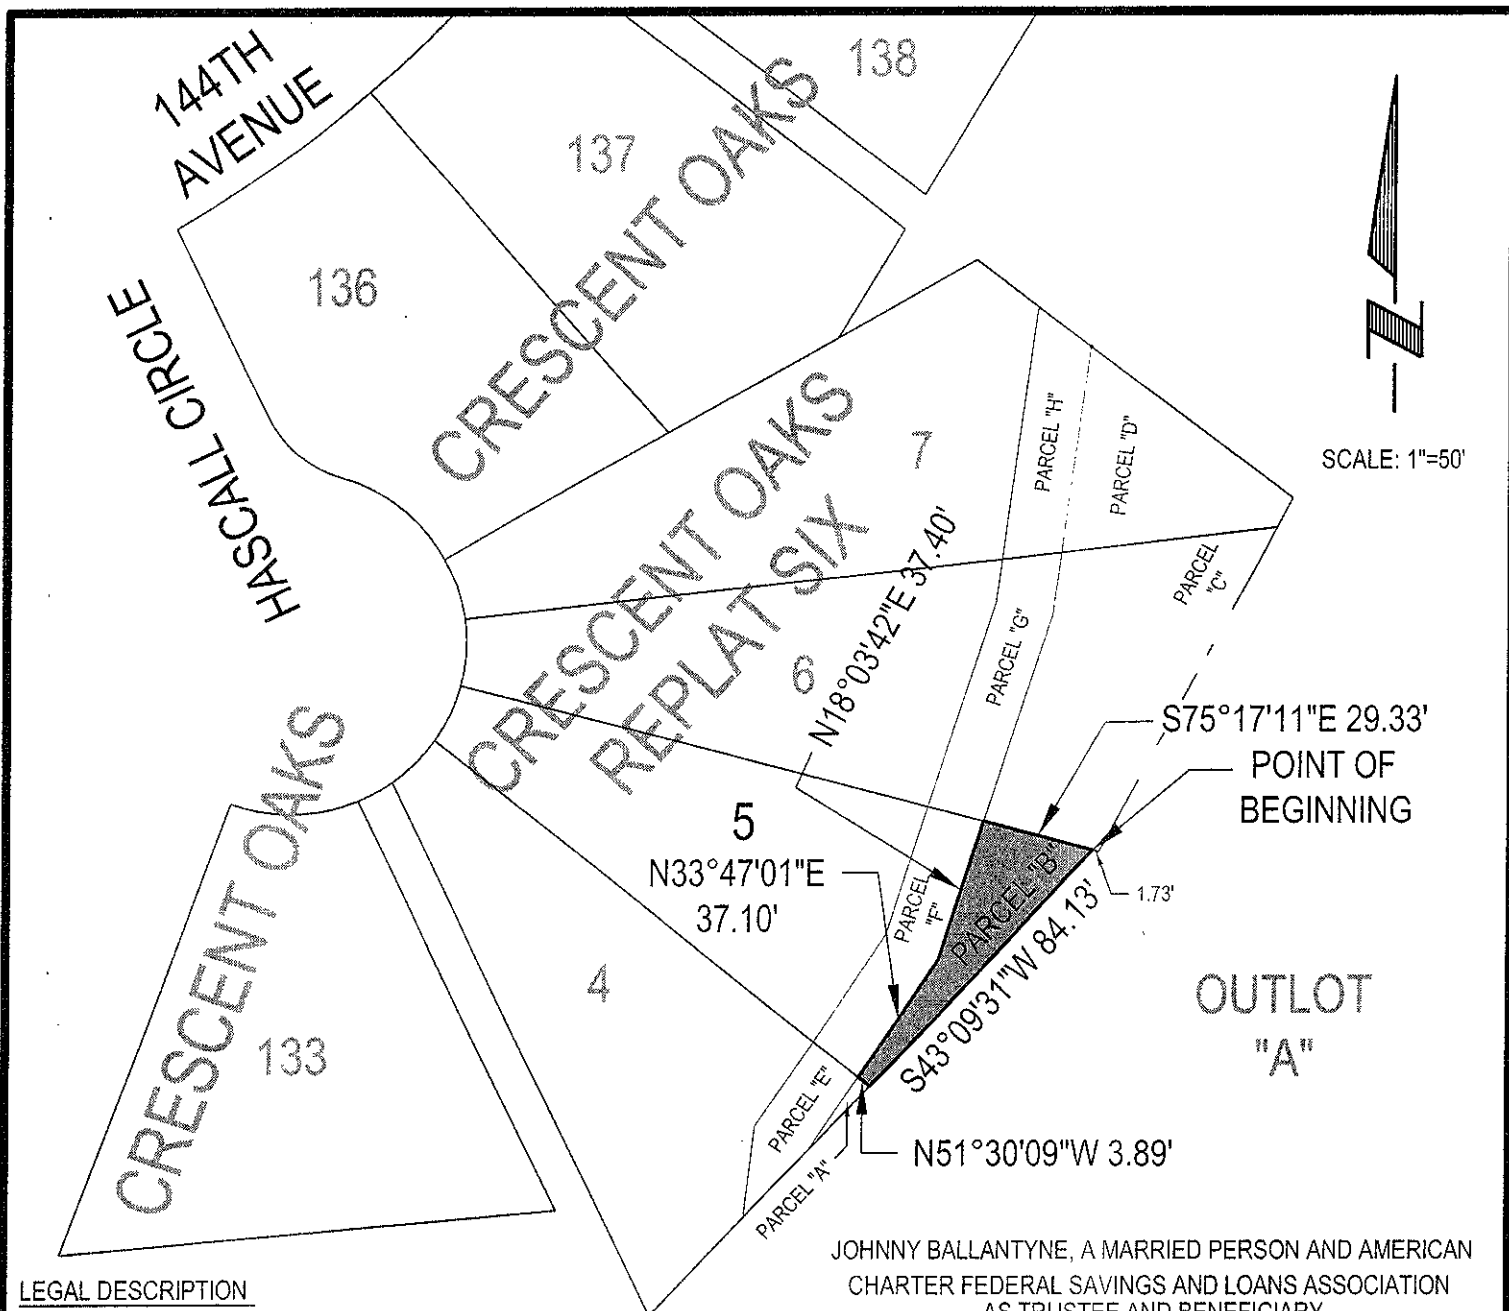 144TH
AVENUE
138
137
136
HASCALL CIRCLE
CRESCENT OAKS
SCALE: 1"=50'
7
PARCEL "H"
PARCEL "D"
CRESCENT OAKS
REPLAT SIX
PARCEL
"C"
N18°03'42"E 37.40'
PARCEL "G"
6
S75°17'11"E 29.33'
POINT OF
BEGINNING
5
N33°47'01"E
37.10'
PARCEL
"F"
PARCEL "B"
1.73'
S43°09'31"W 84.13'
CRESCENT OAKS
133
4
OUTLOT
"A"
PARCEL "E"
N51°30'09"W 3.89'
PARCEL "A"
JOHNNY BALLANTYNE, A MARRIED PERSON AND AMERICAN
CHARTER FEDERAL SAVINGS AND LOANS ASSOCIATION
AS TRUSTEE AND BENEFICIARY
LEGAL DESCRIPTION